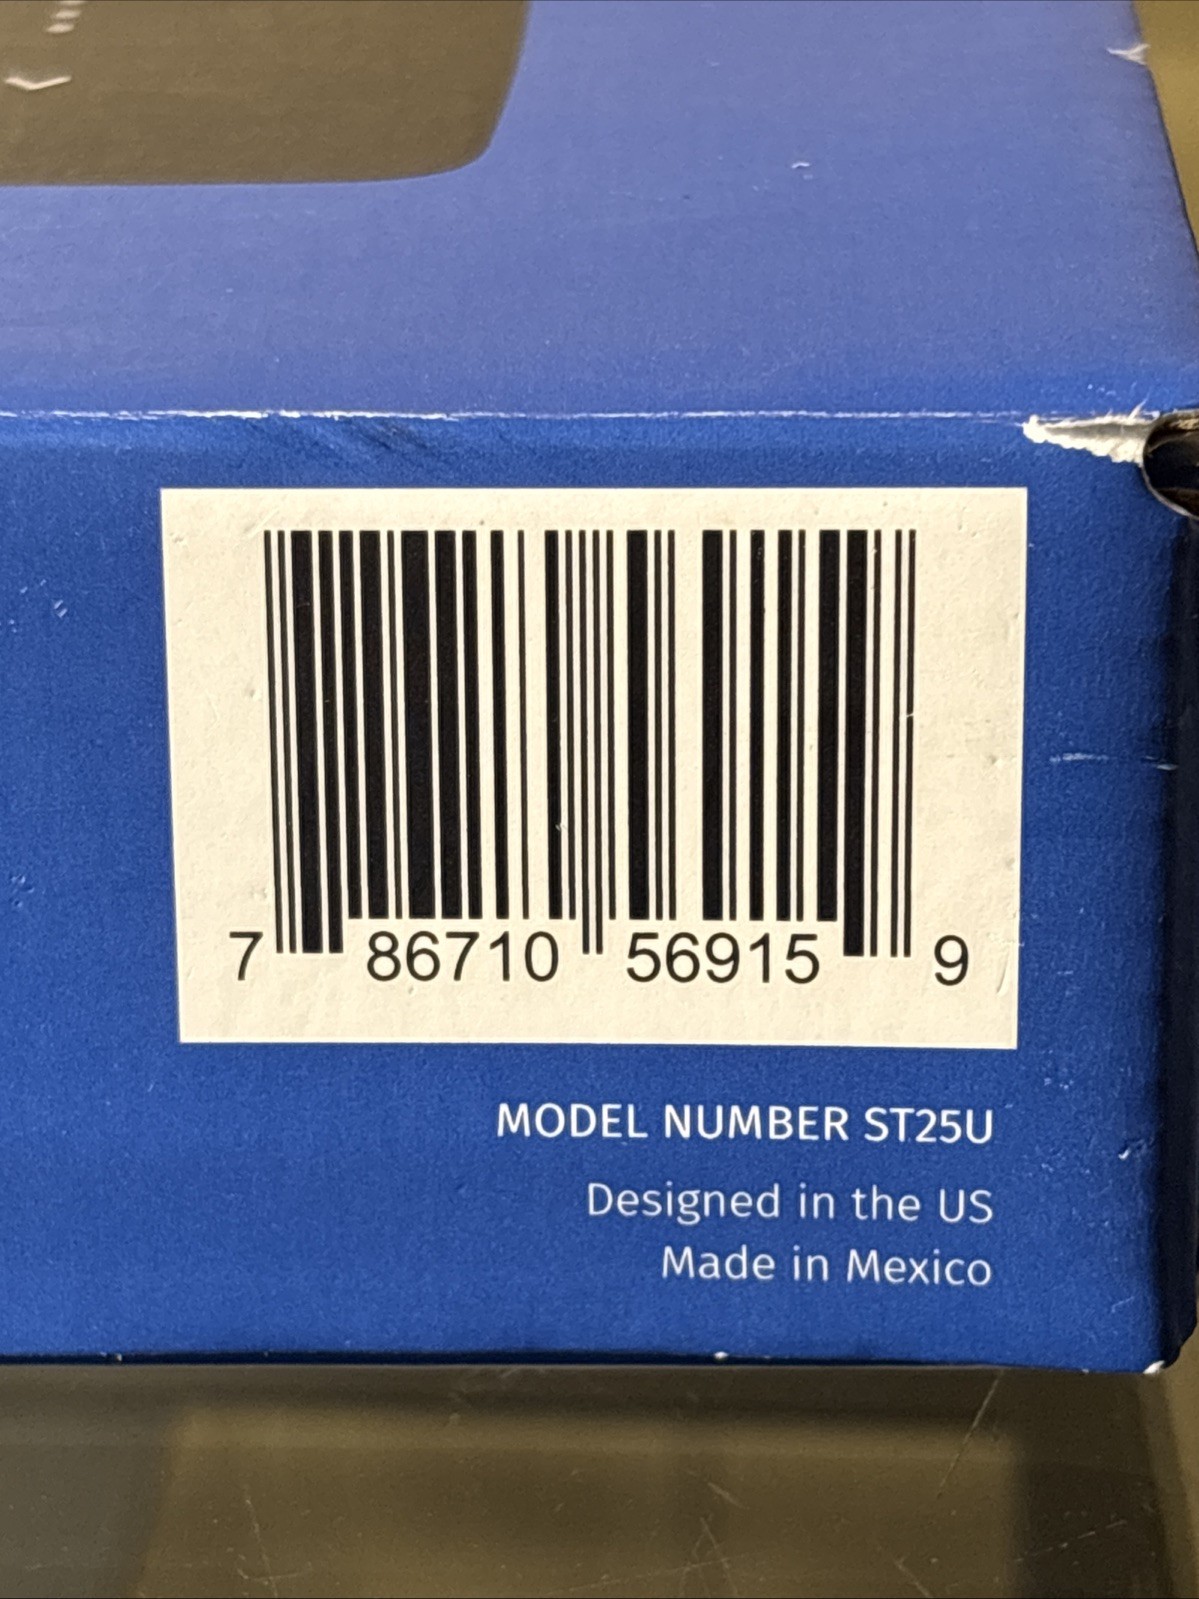 7 86710 56915 9
MODEL NUMBER ST25U
Designed in the US
Made in Mexico